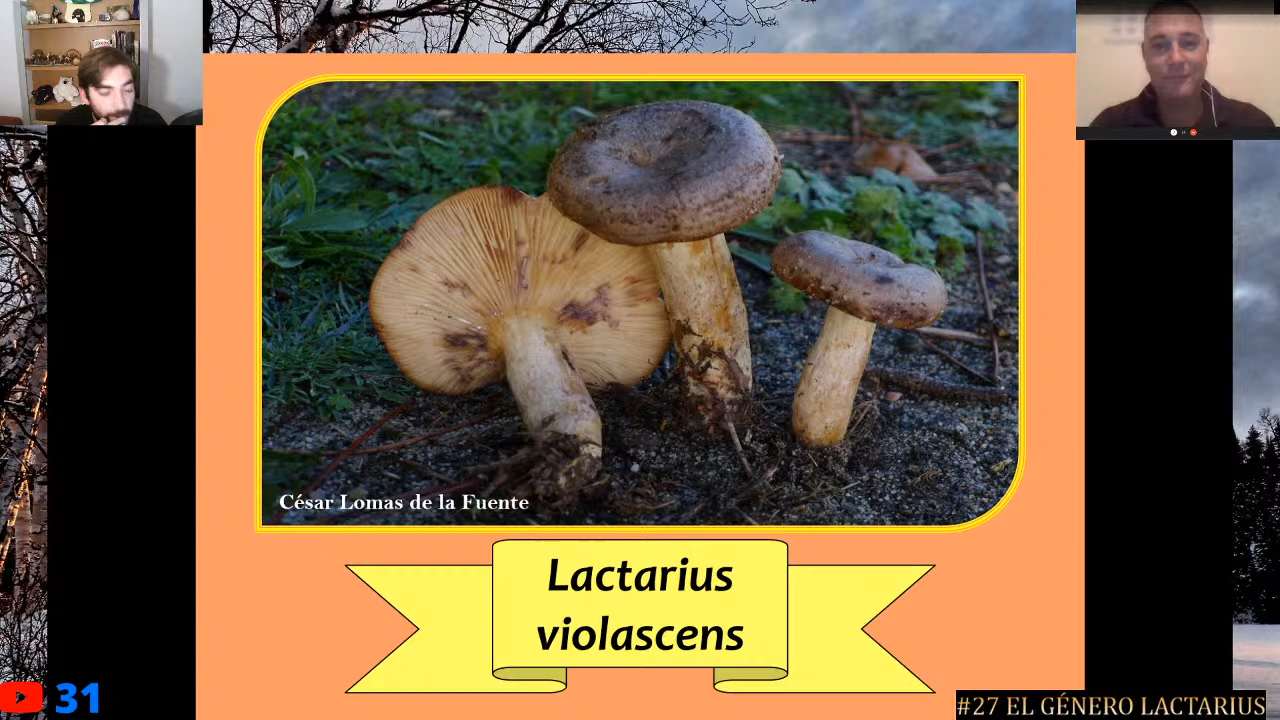 César Lomas de la Fuente
Lactarius
violascens
31
#27 EL GÉNERO LACTARIUS